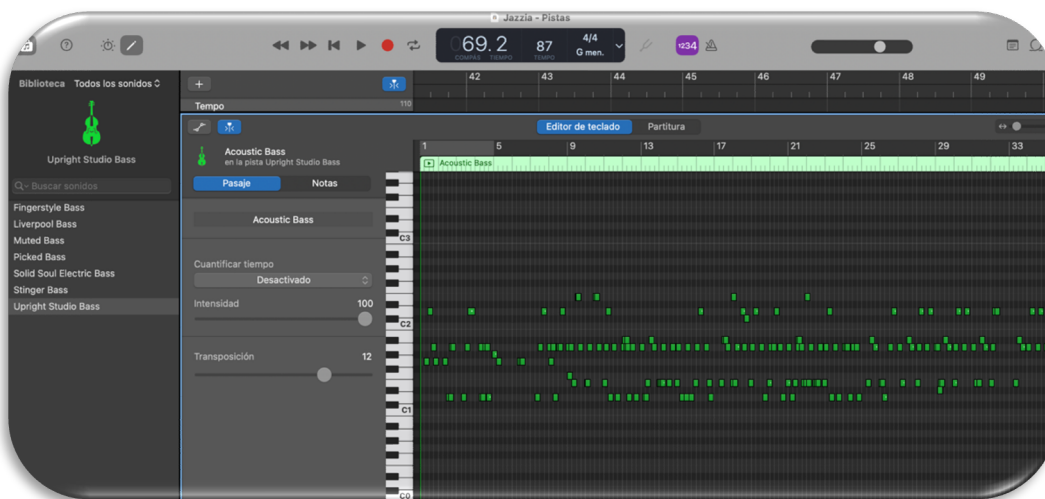 Jazzia - Pistas
069.2
COMPÁS TIEMPO
87
TEMPO
4/4
G men.
1234
Biblioteca Todos los sonidos
Upright Studio Bass
Buscar sonidos
Fingerstyle Bass
Liverpool Bass
Muted Bass
Picked Bass
Solid Soul Electric Bass
Stinger Bass
Upright Studio Bass
42 43 44 45 46 47 48 49
Tempo 110
Editor de teclado Partitura
Acoustic Bass
en la pista Upright Studio Bass
Pasaje Notas
Acoustic Bass
Cuantificar tiempo
Desactivado
Intensidad 100
Transposición 12
1 5 9 13 17 21 25 29 33
Acoustic Bass
C3
C2
C1
C0